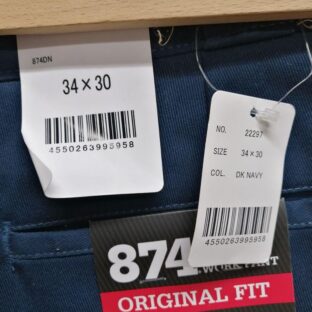 874DN
34×30
4550263995958
NO. 22297
SIZE 34×30
COL. DK NAVY
4550263995958
874
WORK PANT
ORIGINAL FIT